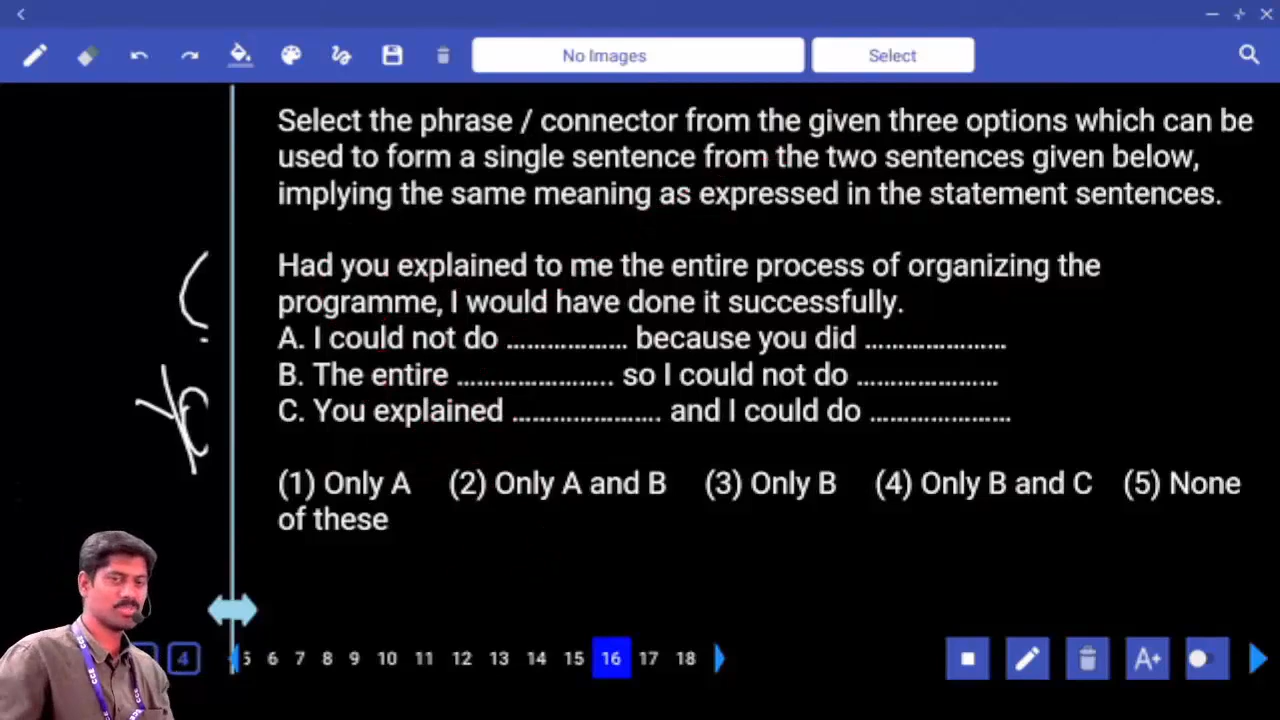 No Images
Select
Select the phrase / connector from the given three options which can be
used to form a single sentence from the two sentences given below,
implying the same meaning as expressed in the statement sentences.
Had you explained to me the entire process of organizing the
programme, I would have done it successfully.
A. I could not do .................. because you did .....................
B. The entire ...................... so I could not do .....................
C. You explained ...................... and I could do .....................
(1) Only A (2) Only A and B (3) Only B (4) Only B and C (5) None
of these
4 5 6 7 8 9 10 11 12 13 14 15 16 17 18
A+